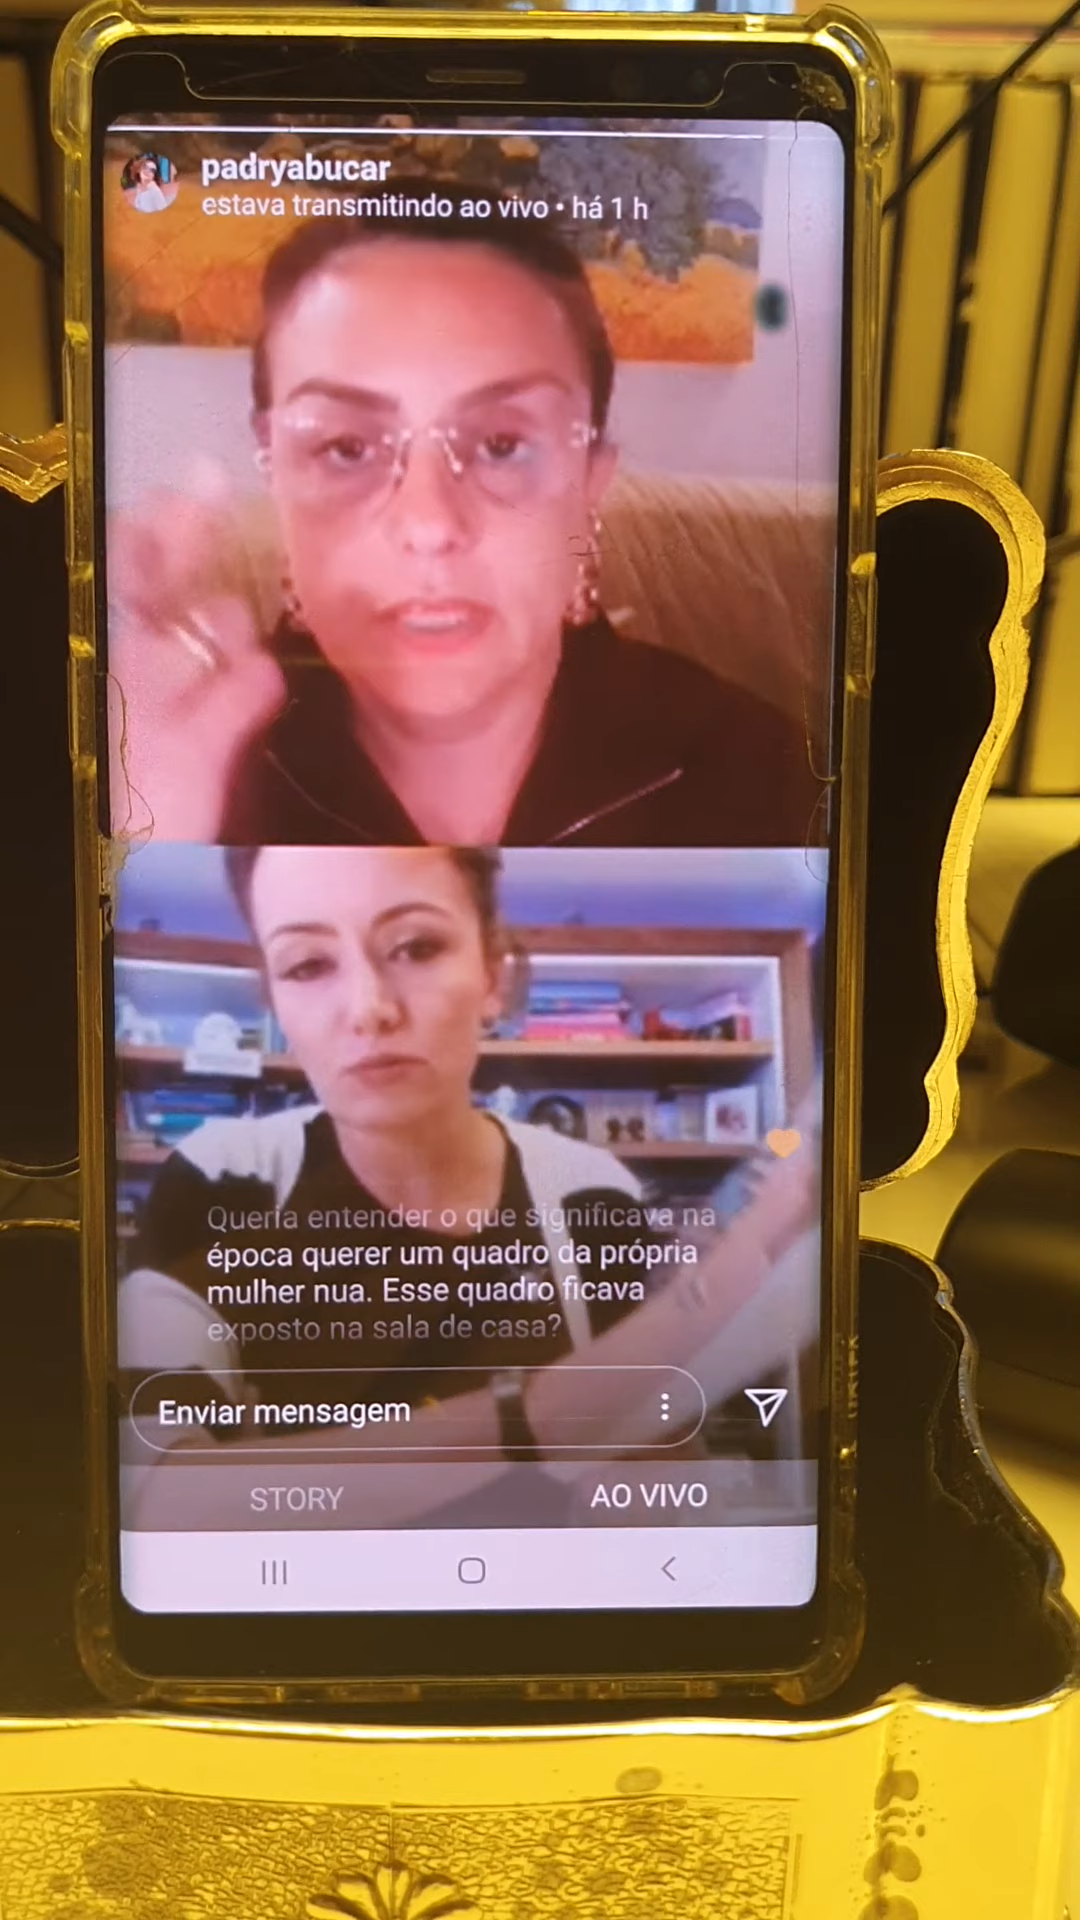 padryabucar
estava transmitindo ao vivo • há 1 h
Queria entender o que significava na
época querer um quadro da própria
mulher nua. Esse quadro ficava
exposto na sala de casa?
Enviar mensagem
STORY
AO VIVO